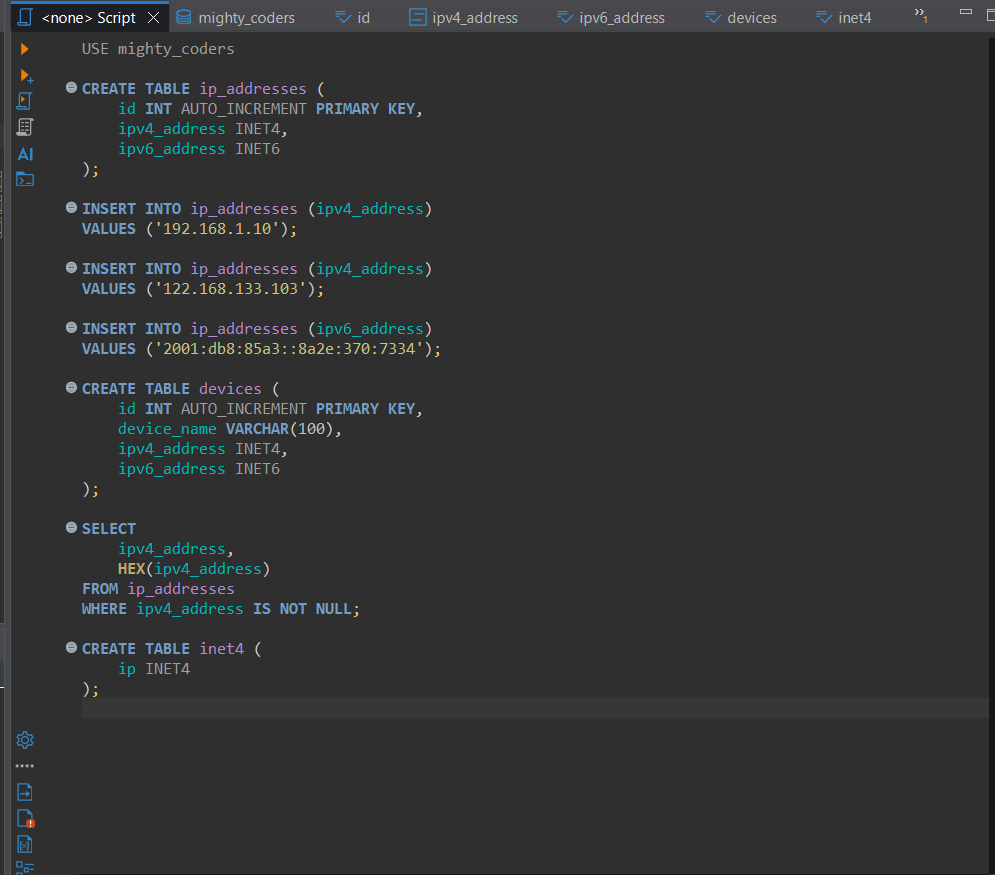 <none> Script
mighty_coders
id
ipv4_address
ipv6_address
devices
inet4
»1
USE mighty_coders
CREATE TABLE ip_addresses (
id INT AUTO_INCREMENT PRIMARY KEY,
ipv4_address INET4,
ipv6_address INET6
);
INSERT INTO ip_addresses (ipv4_address)
VALUES ('192.168.1.10');
INSERT INTO ip_addresses (ipv4_address)
VALUES ('122.168.133.103');
INSERT INTO ip_addresses (ipv6_address)
VALUES ('2001:db8:85a3::8a2e:370:7334');
CREATE TABLE devices (
id INT AUTO_INCREMENT PRIMARY KEY,
device_name VARCHAR(100),
ipv4_address INET4,
ipv6_address INET6
);
SELECT
ipv4_address,
HEX(ipv4_address)
FROM ip_addresses
WHERE ipv4_address IS NOT NULL;
CREATE TABLE inet4 (
ip INET4
);
AI